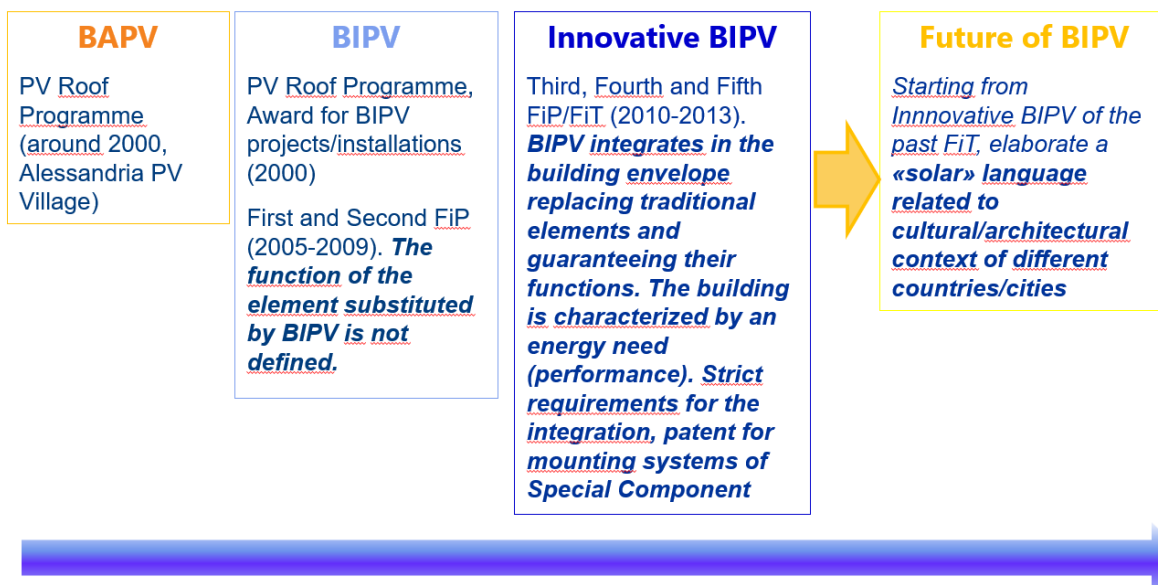 BAPV
PV Roof
Programme
(around 2000,
Alessandria PV
Village)
BIPV
PV Roof Programme,
Award for BIPV
projects/installations
(2000)
First and Second FiP
(2005-2009). The
function of the
element substituted
by BIPV is not
defined.
Innovative BIPV
Third, Fourth and Fifth
FiP/FiT (2010-2013).
BIPV integrates in the
building envelope
replacing traditional
elements and
guaranteeing their
functions. The building
is characterized by an
energy need
(performance). Strict
requirements for the
integration, patent for
mounting systems of
Special Component
Future of BIPV
Starting from
Innnovative BIPV of the
past FiT, elaborate a
«solar» language
related to
cultural/architectural
context of different
countries/cities